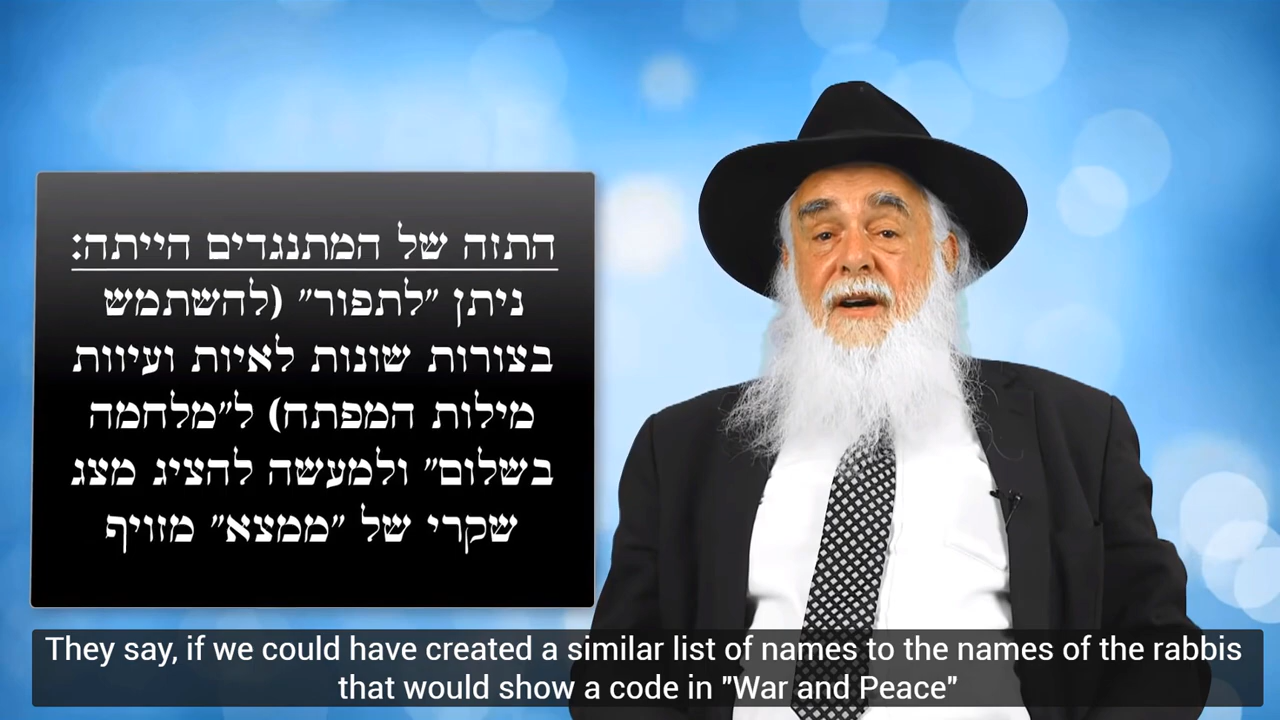 התזה של המתנגדים הייתה:
ניתן "לתפור" (להשתמש
בצורות שונות לאיות ועיוות
מילות המפתח) ל"מלחמה
בשלום" ולמעשה להציג מצג
שקרי של "ממצא" מזויף
They say, if we could have created a similar list of names to the names of the rabbis
that would show a code in "War and Peace"